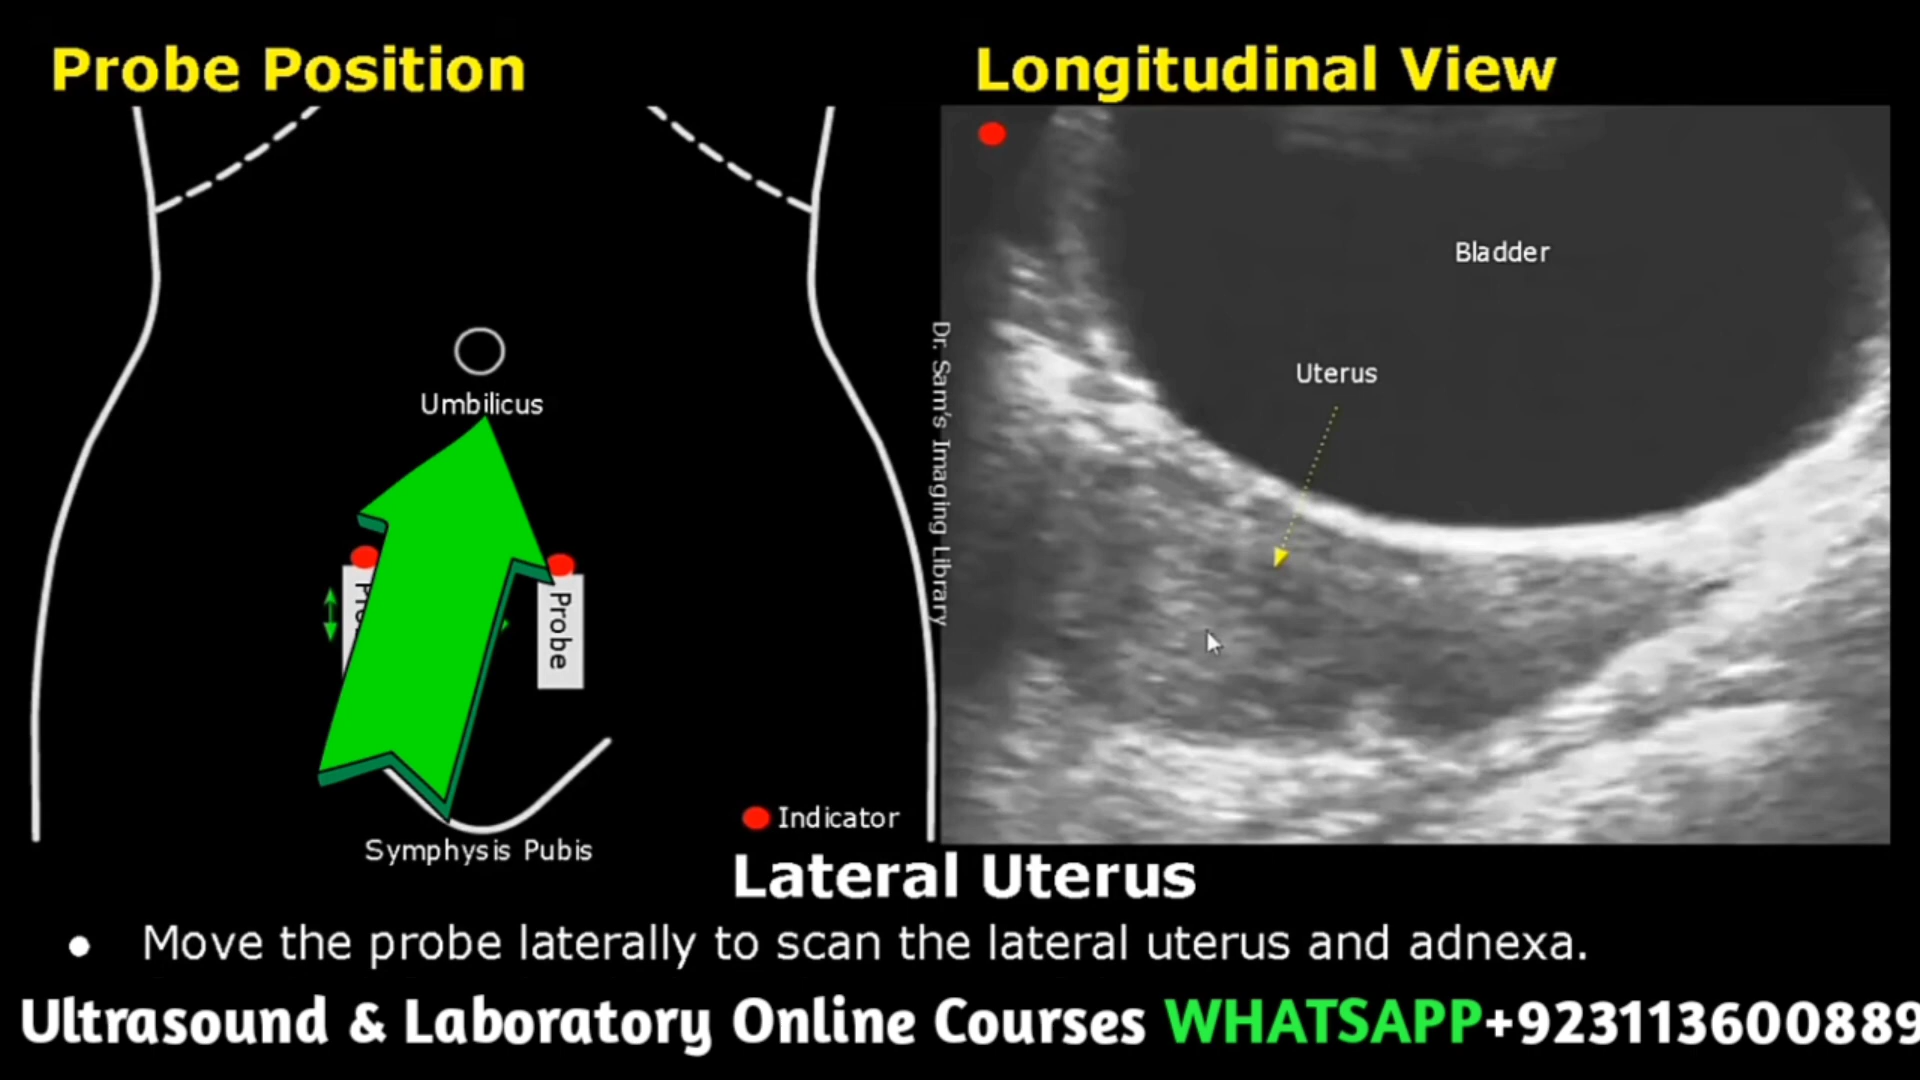 Probe Position
Longitudinal View
Bladder
Uterus
Umbilicus
Dr. Sam's Imaging Library
Probe
Indicator
Symphysis Pubis
Lateral Uterus
• Move the probe laterally to scan the lateral uterus and adnexa.
Ultrasound & Laboratory Online Courses WHATSAPP+923113600889